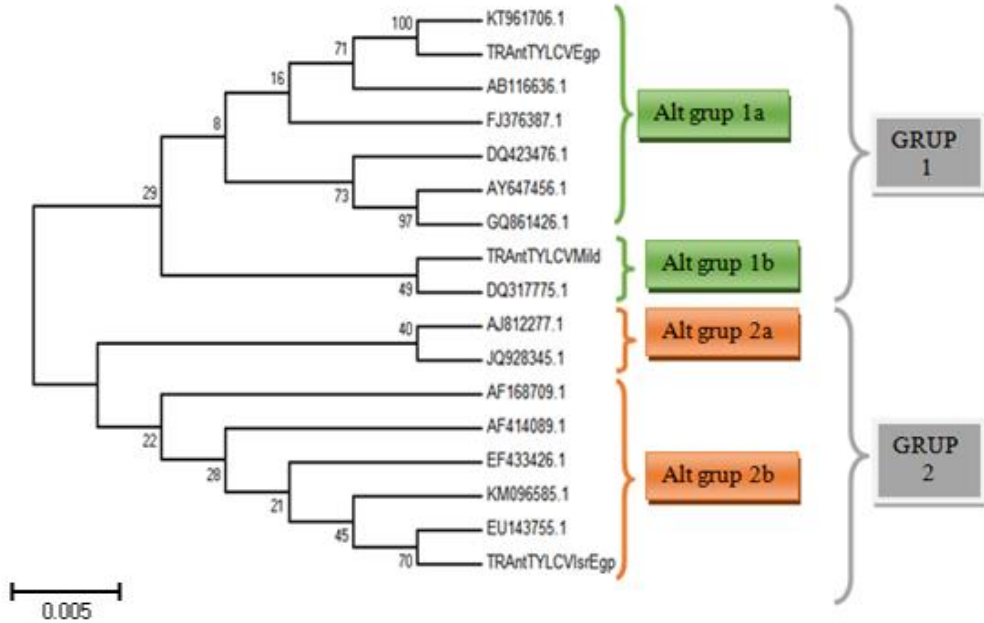 KT961706.1
100
TRAntTYLCVEgp
71
AB116636.1
16
FJ376387.1
Alt grup 1a
8
DQ423476.1
GRUP
1
73
AY647456.1
29
97
GQ861426.1
TRAntTYLCVMild
Alt grup 1b
49
DQ317775.1
40
AJ812277.1
Alt grup 2a
JQ928345.1
AF168709.1
22
AF414089.1
28
EF433426.1
GRUP
2
Alt grup 2b
21
KM096585.1
45
EU143755.1
70
TRAntTYLCVIsrEgp
0.005